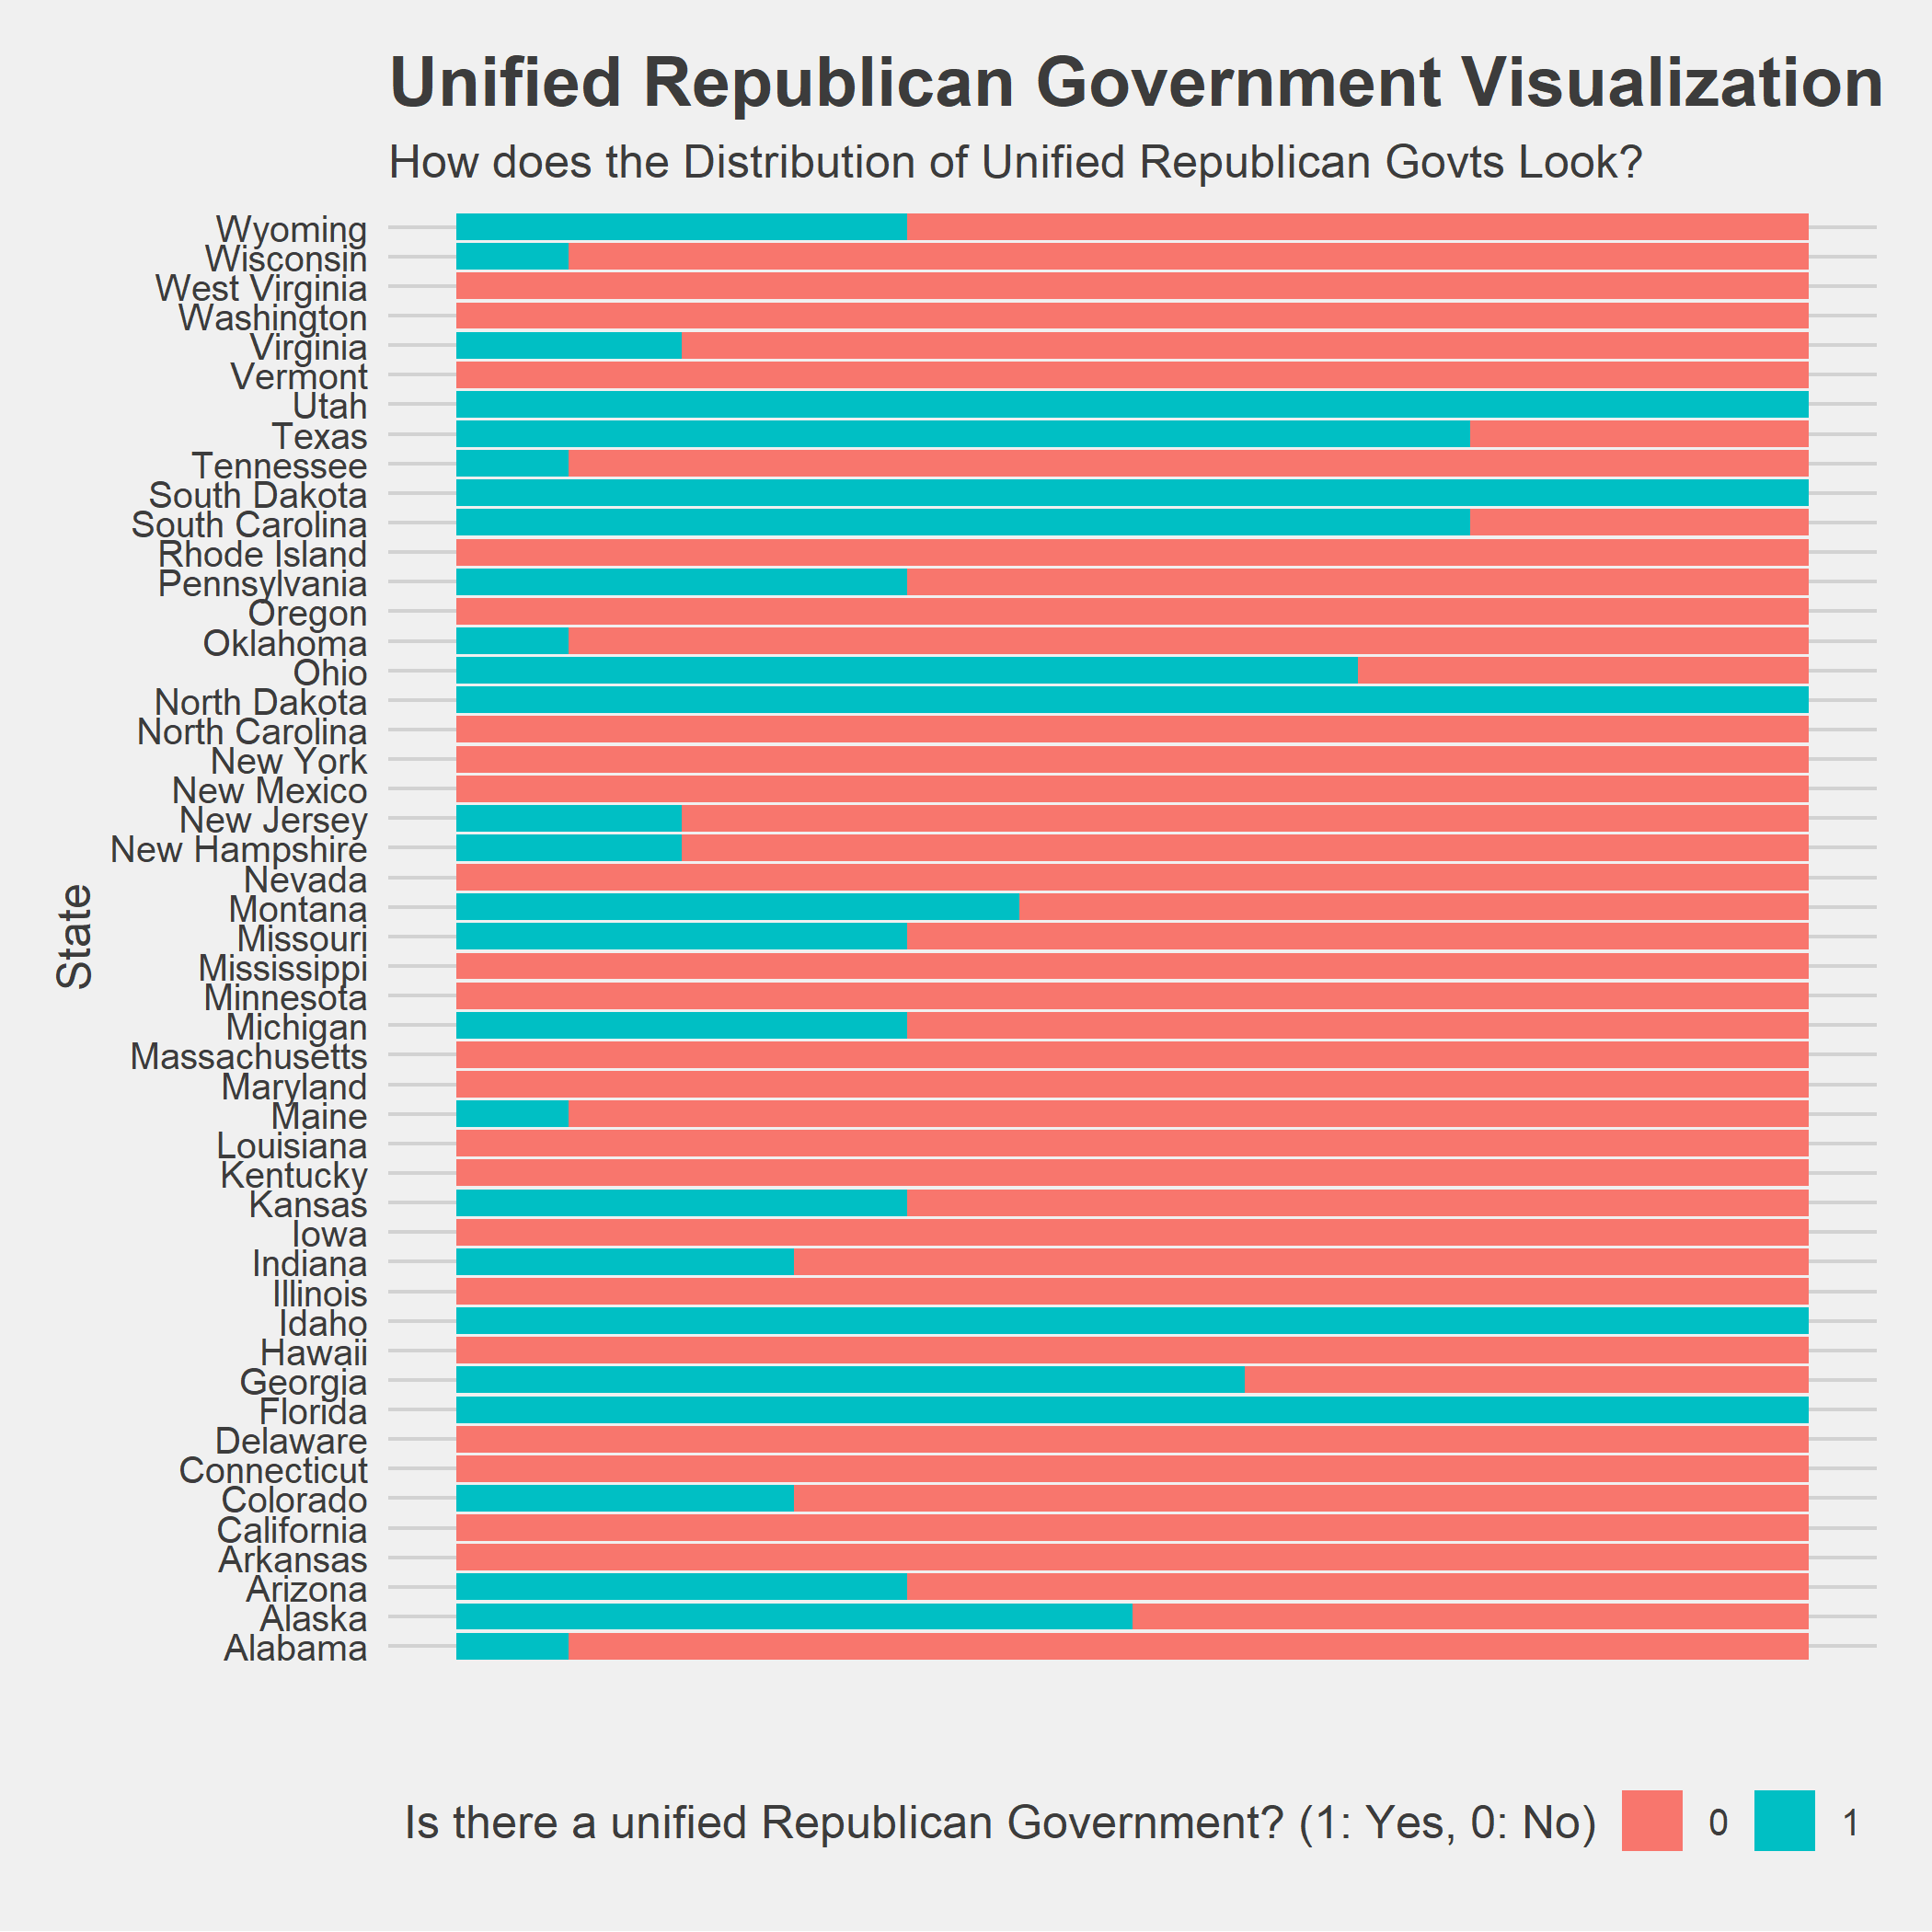 Unified Republican Government Visualization
How does the Distribution of Unified Republican Govts Look?
Wyoming
Wisconsin
West Virginia
Washington
Virginia
Vermont
Utah
Texas
Tennessee
South Dakota
South Carolina
Rhode Island
Pennsylvania
Oregon
Oklahoma
Ohio
North Dakota
North Carolina
New York
New Mexico
New Jersey
New Hampshire
Nevada
Montana
Missouri
Mississippi
Minnesota
Michigan
Massachusetts
Maryland
Maine
Louisiana
Kentucky
Kansas
Iowa
Indiana
Illinois
Idaho
Hawaii
Georgia
Florida
Delaware
Connecticut
Colorado
California
Arkansas
Arizona
Alaska
Alabama
State
Is there a unified Republican Government? (1: Yes, 0: No) 0 1